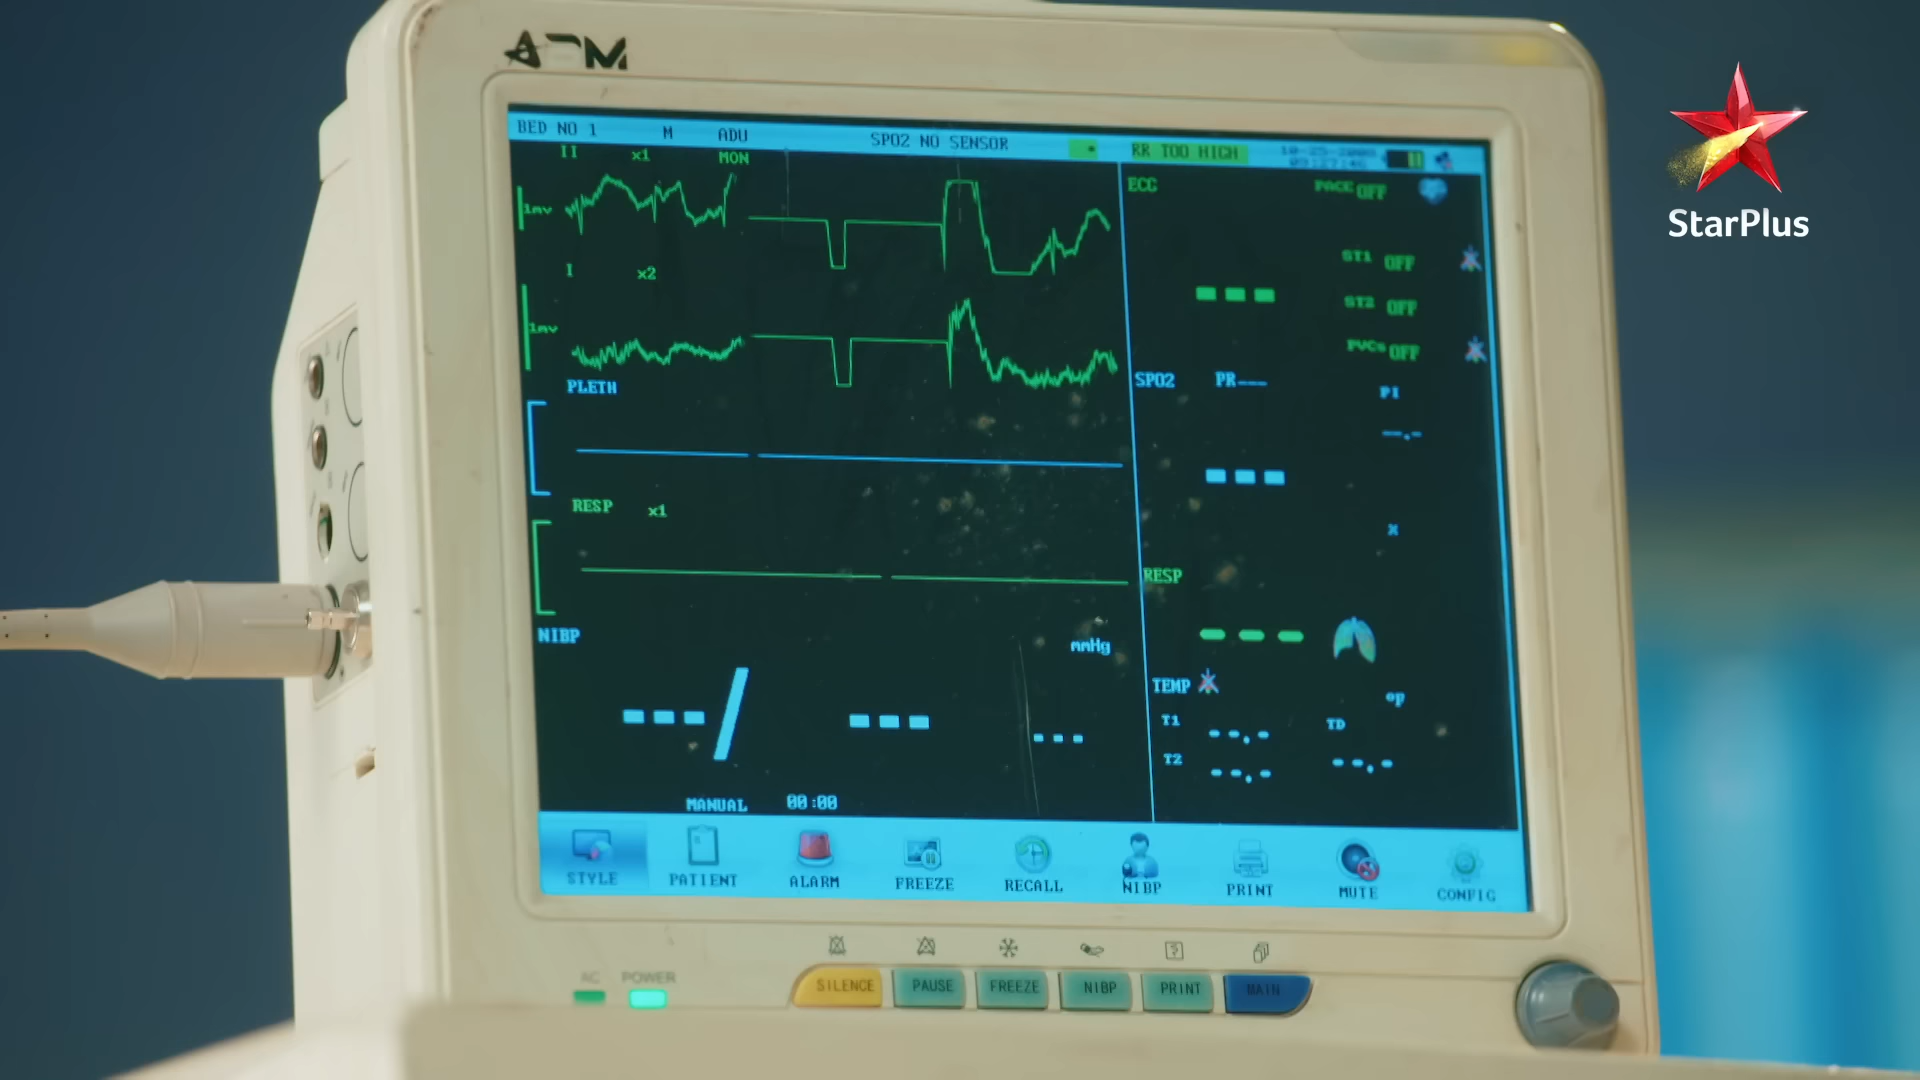 BED NO 1 M ADU SPO2 NO SENSOR RR TOO HIGH
II x1 MON
1mv
I x2
1mv
PLETH
RESP x1
NIBP mmHg
--- / --- ---
MANUAL 00:00
ECG PACE OFF
ST1 OFF
--- ST2 OFF
PVCs OFF
SPO2 PR---
PI
--.-
---
RESP
---
TEMP
T1 --.- TD
T2 --.- --.-
STYLE PATIENT ALARM FREEZE RECALL NIBP PRINT MUTE CONFIG
AC POWER
SILENCE PAUSE FREEZE NIBP PRINT MAIN
StarPlus